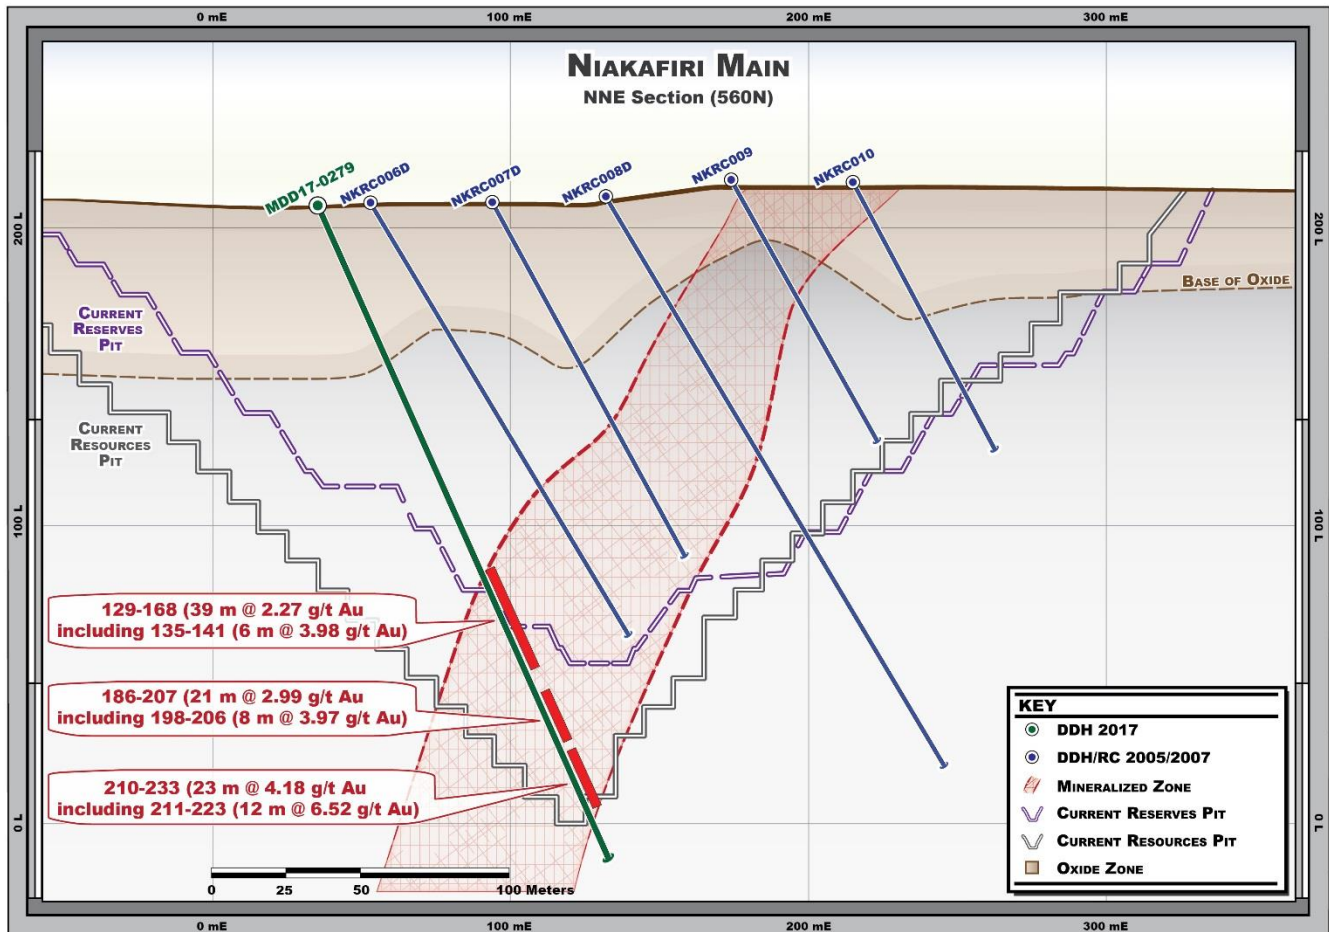 0 mE
100 mE
200 mE
300 mE
NIAKAFIRI MAIN
NNE SECTION (560N)
MDD17-0279
NKRC006D
NKRC007D
NKRC008D
NKRC009
NKRC010
200 L
200 L
BASE OF OXIDE
CURRENT
RESERVES
PIT
CURRENT
RESOURCES
PIT
100 L
100 L
129-168 (39 m @ 2.27 g/t Au
including 135-141 (6 m @ 3.98 g/t Au)
186-207 (21 m @ 2.99 g/t Au
including 198-206 (8 m @ 3.97 g/t Au)
210-233 (23 m @ 4.18 g/t Au
including 211-223 (12 m @ 6.52 g/t Au)
0 L
0 L
KEY
DDH 2017
DDH/RC 2005/2007
MINERALIZED ZONE
CURRENT RESERVES PIT
CURRENT RESOURCES PIT
OXIDE ZONE
0
25
50
100 Meters
0 mE
100 mE
200 mE
300 mE